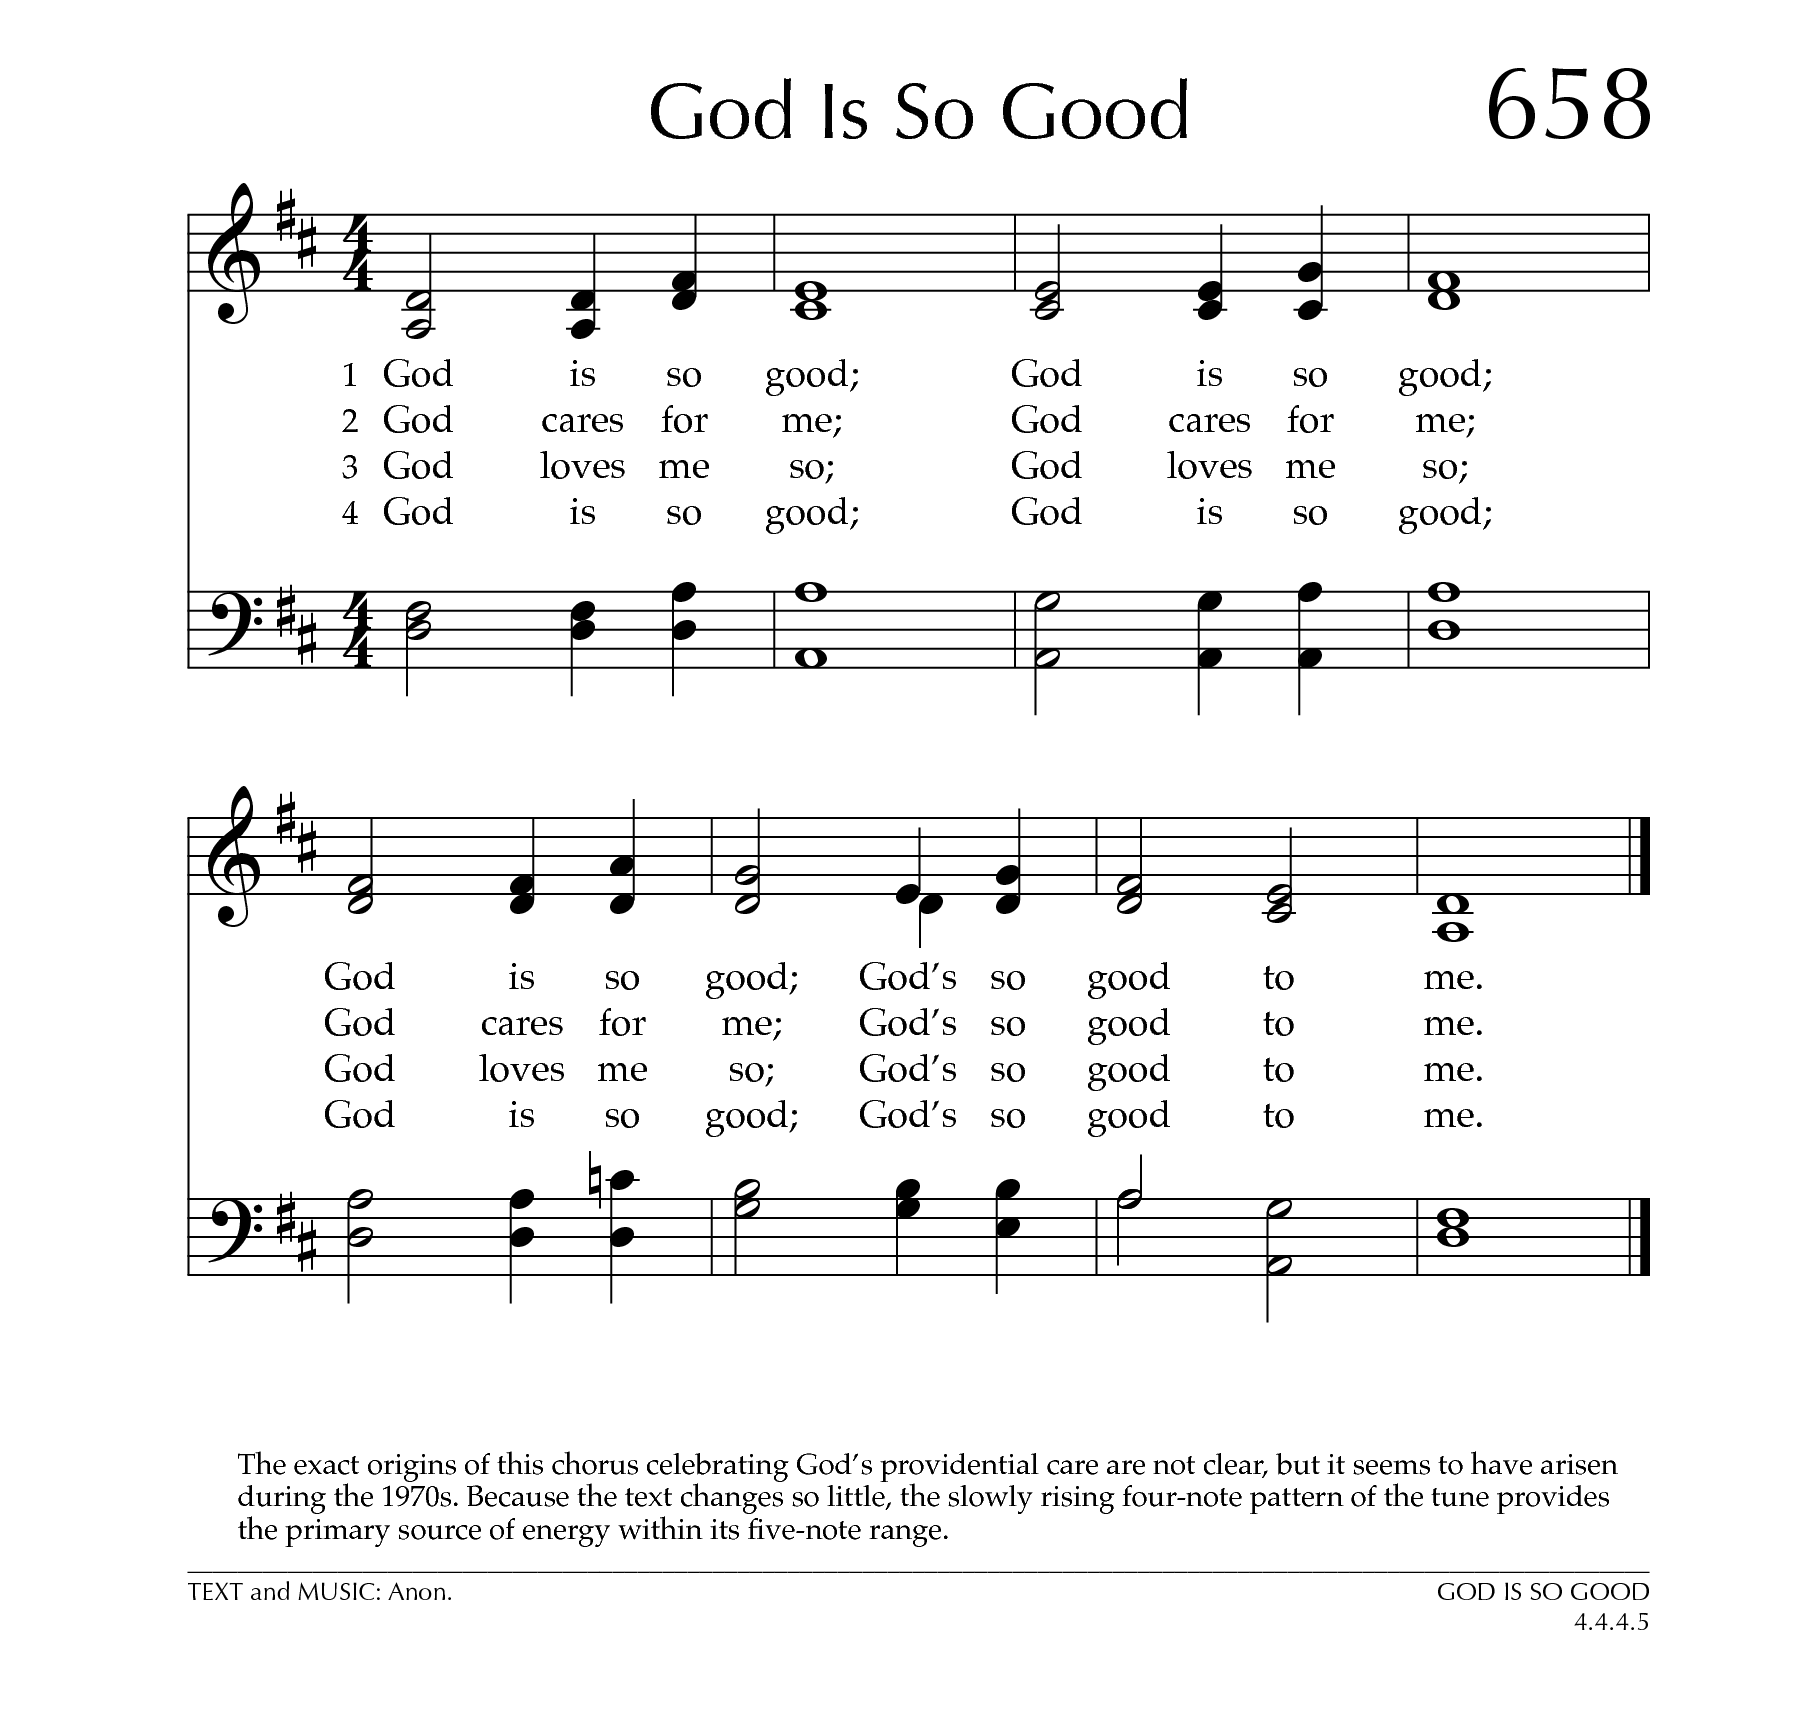 God Is So Good 658
1 God is so good; God is so good;
2 God cares for me; God cares for me;
3 God loves me so; God loves me so;
4 God is so good; God is so good;
God is so good; God’s so good to me.
God cares for me; God’s so good to me.
God loves me so; God’s so good to me.
God is so good; God’s so good to me.
The exact origins of this chorus celebrating God’s providential care are not clear, but it seems to have arisen
during the 1970s. Because the text changes so little, the slowly rising four-note pattern of the tune provides
the primary source of energy within its five-note range.
TEXT and MUSIC: Anon. GOD IS SO GOOD
4.4.4.5